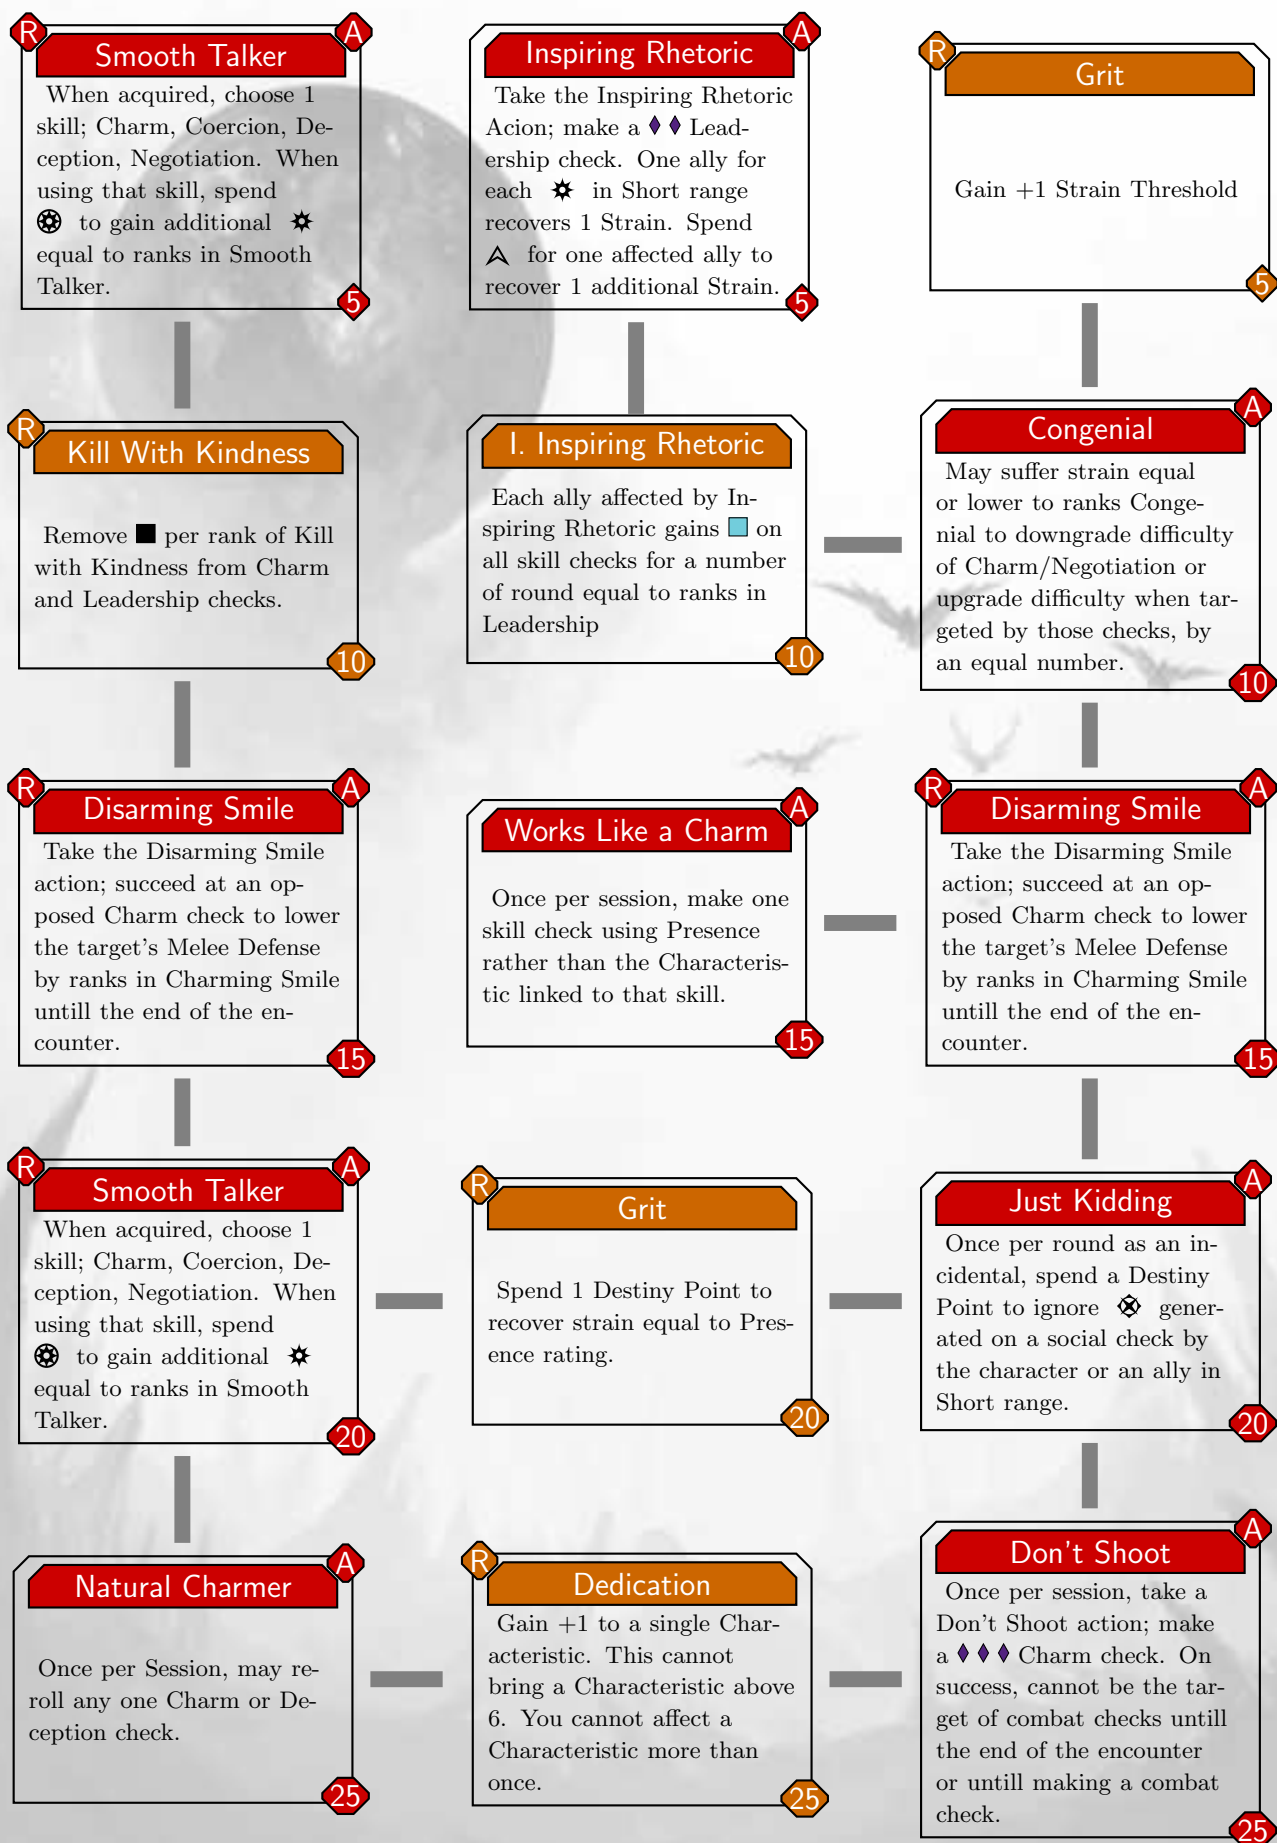 R
A
Smooth Talker
When acquired, choose 1
skill; Charm, Coercion, De-
ception, Negotiation. When
using that skill, spend
to gain additional
equal to ranks in Smooth
Talker.
5
A
Inspiring Rhetoric
Take the Inspiring Rhetoric
Acion; make a Lead-
ership check. One ally for
each in Short range
recovers 1 Strain. Spend
for one affected ally to
recover 1 additional Strain.
5
R
Grit
Gain +1 Strain Threshold
5
R
Kill With Kindness
Remove per rank of Kill
with Kindness from Charm
and Leadership checks.
10
I. Inspiring Rhetoric
Each ally affected by In-
spiring Rhetoric gains on
all skill checks for a number
of round equal to ranks in
Leadership
10
A
Congenial
May suffer strain equal
or lower to ranks Conge-
nial to downgrade difficulty
of Charm/Negotiation or
upgrade difficulty when tar-
geted by those checks, by
an equal number.
10
R
A
Disarming Smile
Take the Disarming Smile
action; succeed at an op-
posed Charm check to lower
the target's Melee Defense
by ranks in Charming Smile
untill the end of the en-
counter.
15
A
Works Like a Charm
Once per session, make one
skill check using Presence
rather than the Characteris-
tic linked to that skill.
15
R
A
Disarming Smile
Take the Disarming Smile
action; succeed at an op-
posed Charm check to lower
the target's Melee Defense
by ranks in Charming Smile
untill the end of the en-
counter.
15
R
A
Smooth Talker
When acquired, choose 1
skill; Charm, Coercion, De-
ception, Negotiation. When
using that skill, spend
to gain additional
equal to ranks in Smooth
Talker.
20
R
Grit
Spend 1 Destiny Point to
recover strain equal to Pres-
ence rating.
20
A
Just Kidding
Once per round as an in-
cidental, spend a Destiny
Point to ignore gener-
ated on a social check by
the character or an ally in
Short range.
20
A
Natural Charmer
Once per Session, may re-
roll any one Charm or De-
ception check.
25
R
Dedication
Gain +1 to a single Char-
acteristic. This cannot
bring a Characteristic above
6. You cannot affect a
Characteristic more than
once.
25
A
Don't Shoot
Once per session, take a
Don't Shoot action; make
a Charm check. On
success, cannot be the tar-
get of combat checks untill
the end of the encounter
or untill making a combat
check.
25